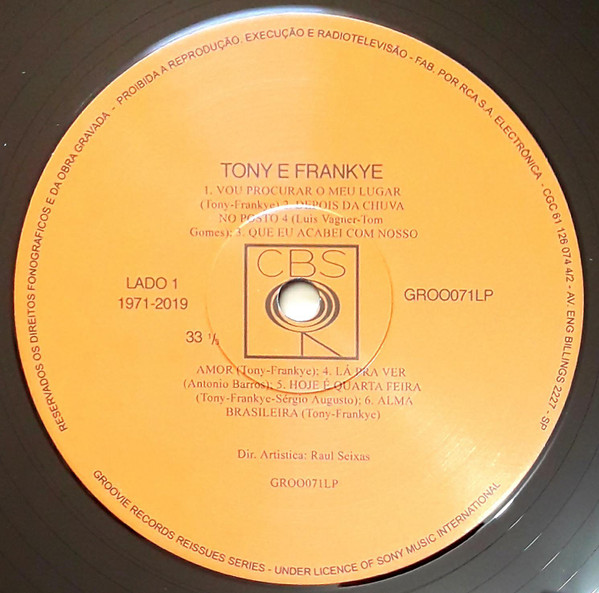 RESERVADOS OS DIREITOS FONOGRAFICOS E DA OBRA GRAVADA - PROIBIDA A REPRODUÇÃO. EXECUÇÃO E RADIOTELEVISÃO - FAB. POR RCA S.A. ELECTRÔNICA - CGC 61 126 074 4/2 - AV. ENG BILLINGS 2227 - SP
TONY E FRANKYE
1. VOU PROCURAR O MEU LUGAR
(Tony-Frankye) 2. DEPOIS DA CHUVA
NO POSTO 4 (Luis Vagner-Tom
Gomes); 3. QUE EU ACABEI COM NOSSO
CBS
LADO 1
1971-2019
GROO071LP
33 ⅓
AMOR (Tony-Frankye); 4. LÁ PRA VER
(Antonio Barros); 5. HOJE É QUARTA FEIRA
(Tony-Frankye-Sérgio Augusto); 6. ALMA
BRASILEIRA (Tony-Frankye)
Dir. Artística: Raul Seixas
GROO071LP
GROOVIE RECORDS REISSUES SERIES - UNDER LICENCE OF SONY MUSIC INTERNATIONAL